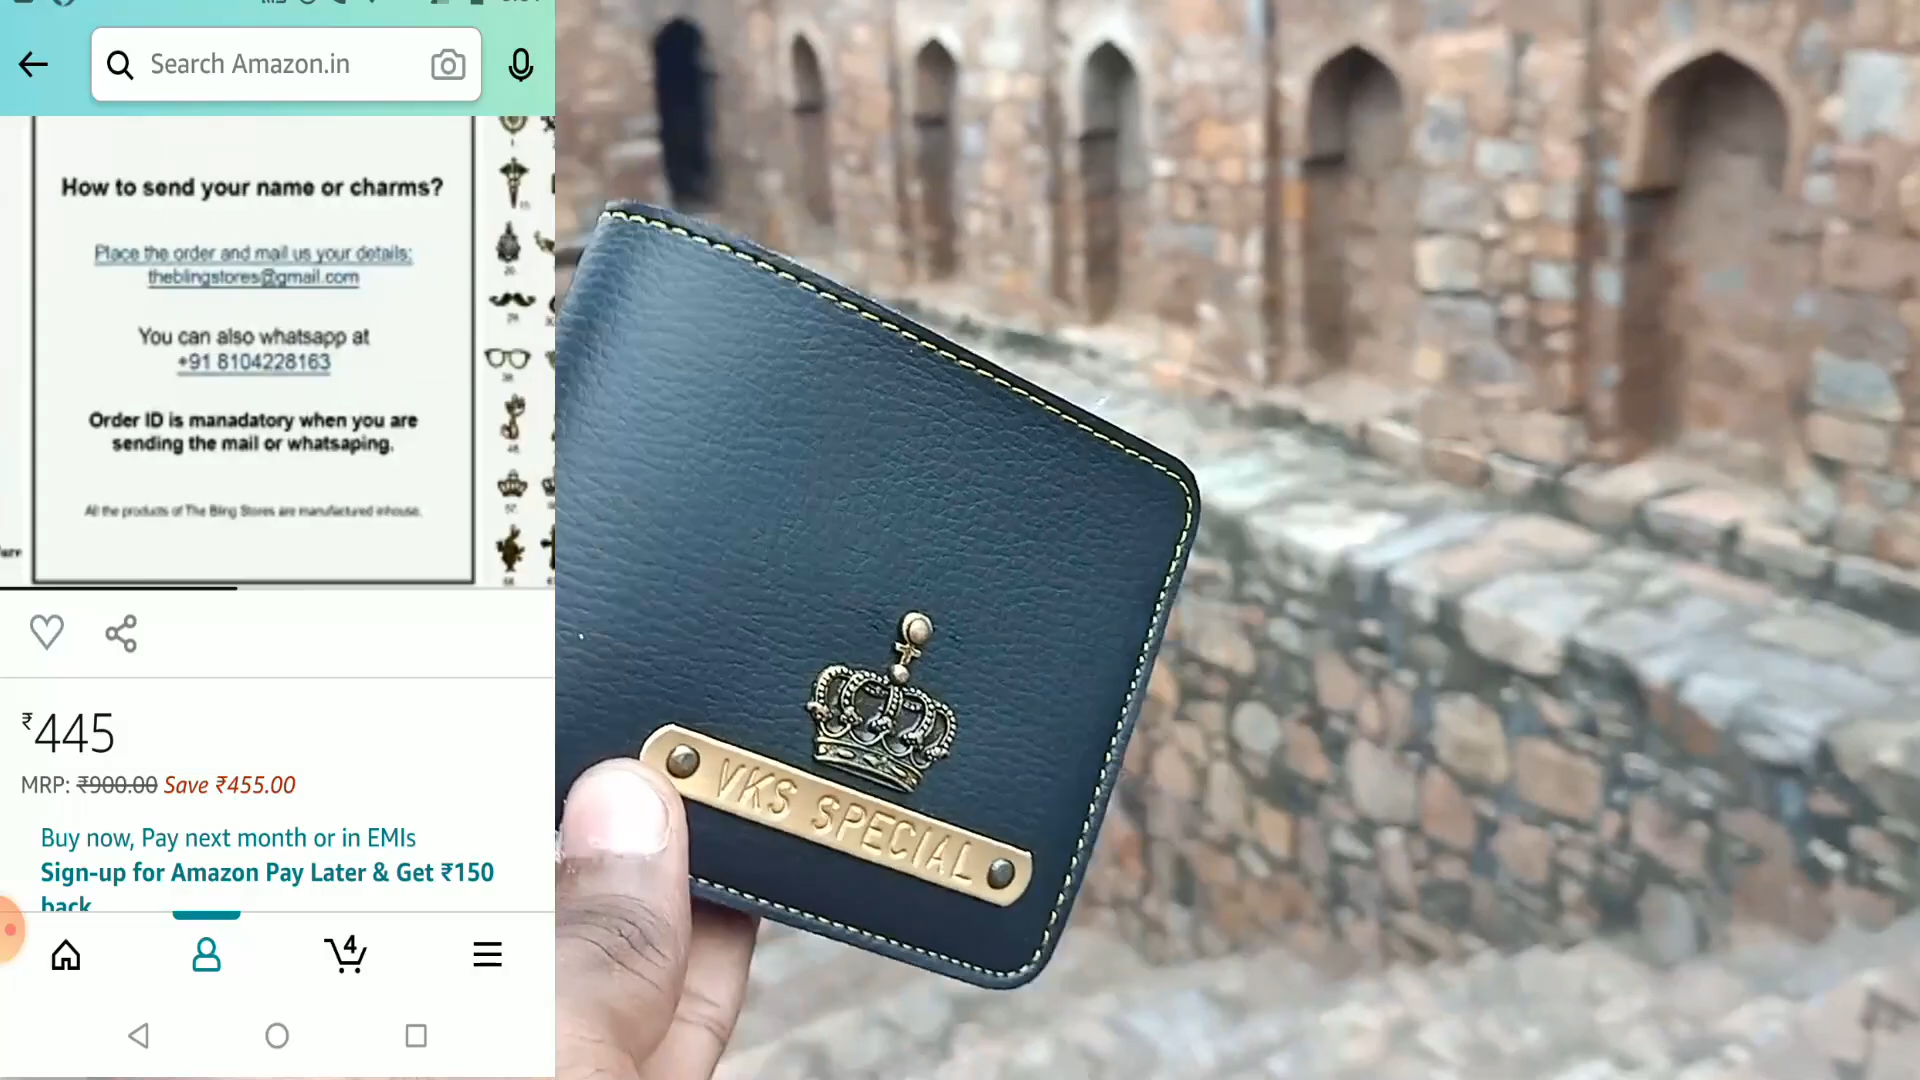 Search Amazon.in
How to send your name or charms?
Place the order and mail us your details:
theblingstores@gmail.com
You can also whatsapp at
+91 8104228163
Order ID is manadatory when you are
sending the mail or whatsaping.
All the products of The Bling Stores are manufactured inhouse.
₹445
MRP: ₹900.00 Save ₹455.00
Buy now, Pay next month or in EMIs
Sign-up for Amazon Pay Later & Get ₹150
back
4
VKS SPECIAL